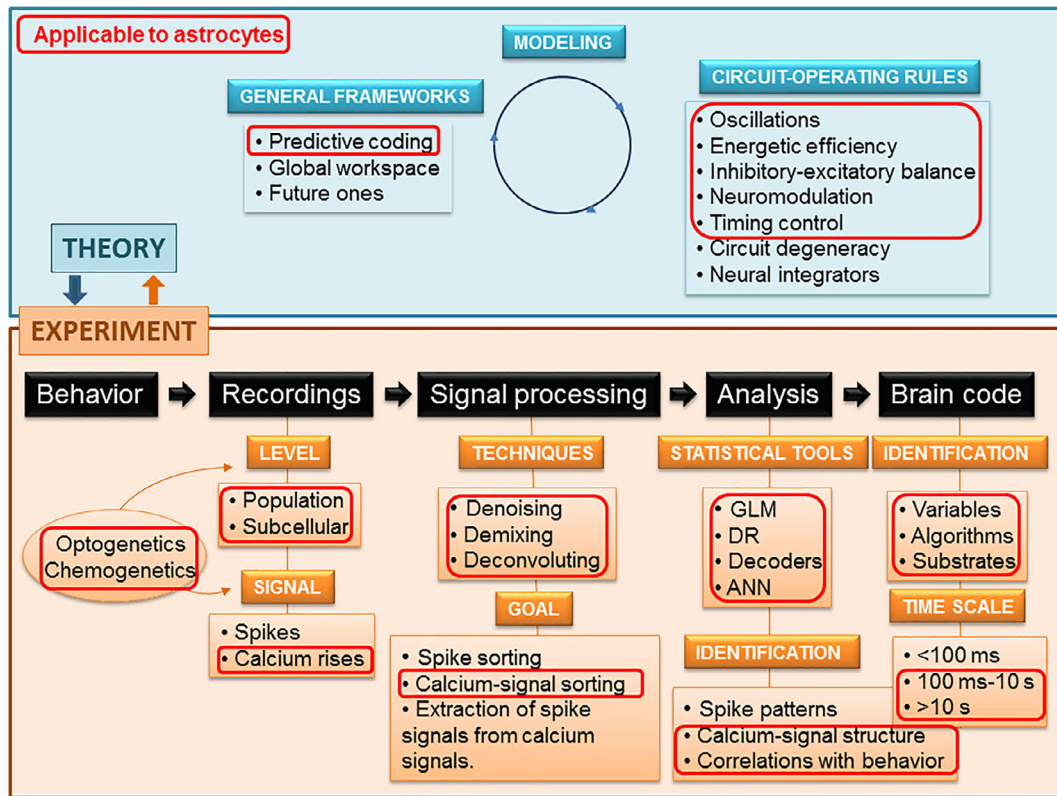 Applicable to astrocytes
MODELING
GENERAL FRAMEWORKS
• Predictive coding
• Global workspace
• Future ones
CIRCUIT-OPERATING RULES
• Oscillations
• Energetic efficiency
• Inhibitory-excitatory balance
• Neuromodulation
• Timing control
• Circuit degeneracy
• Neural integrators
THEORY
EXPERIMENT
Behavior
Recordings
Signal processing
Analysis
Brain code
Optogenetics
Chemogenetics
LEVEL
• Population
• Subcellular
SIGNAL
• Spikes
• Calcium rises
TECHNIQUES
• Denoising
• Demixing
• Deconvoluting
GOAL
• Spike sorting
• Calcium-signal sorting
• Extraction of spike
signals from calcium
signals.
STATISTICAL TOOLS
• GLM
• DR
• Decoders
• ANN
IDENTIFICATION
• Spike patterns
• Calcium-signal structure
• Correlations with behavior
IDENTIFICATION
• Variables
• Algorithms
• Substrates
TIME SCALE
• <100 ms
• 100 ms-10 s
• >10 s